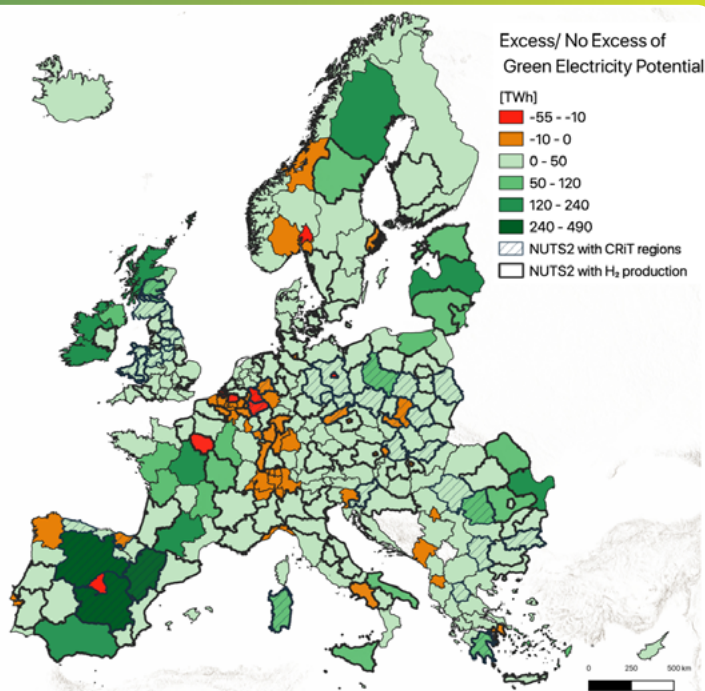 Excess/ No Excess of
Green Electricity Potential
[TWh]
-55 - -10
-10 - 0
0 - 50
50 - 120
120 - 240
240 - 490
NUTS2 with CRiT regions
NUTS2 with H₂ production
0 250 500 km